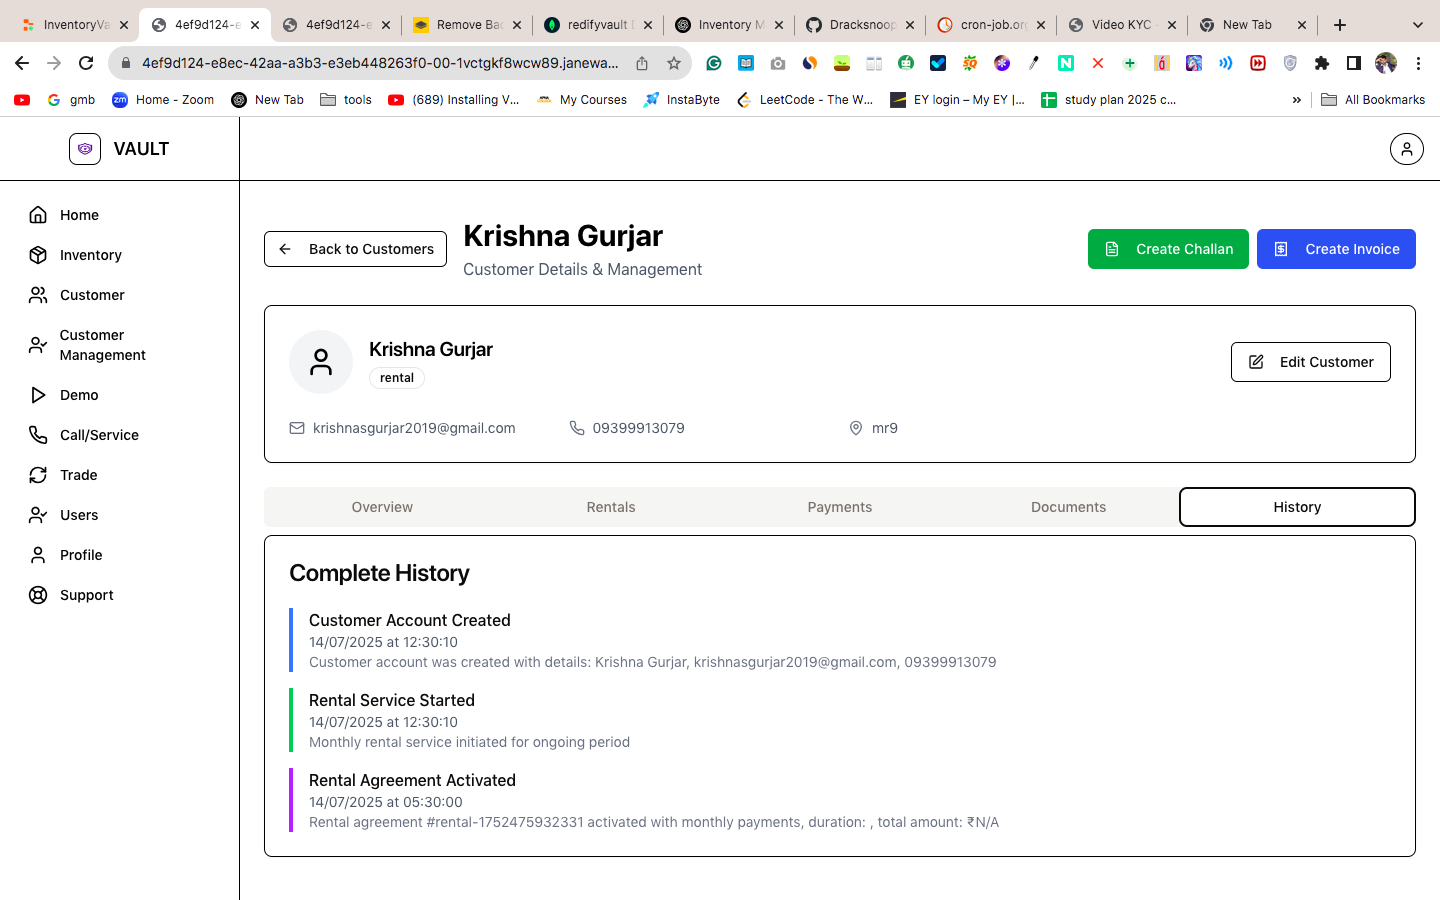 InventoryVa
4ef9d124-e
4ef9d124-e
Remove Bac
redifyvault
Inventory M
Dracksnoop
cron-job.org
Video KYC
New Tab
4ef9d124-e8ec-42aa-a3b3-e3eb448263f0-00-1vctgkf8wcw89.janewa...
gmb
Home - Zoom
New Tab
tools
(689) Installing V...
My Courses
InstaByte
LeetCode - The W...
EY login – My EY |...
study plan 2025 c...
»
All Bookmarks
VAULT
Home
Inventory
Customer
Customer
Management
Demo
Call/Service
Trade
Users
Profile
Support
Back to Customers
Krishna Gurjar
Customer Details & Management
Create Challan
Create Invoice
Krishna Gurjar
rental
Edit Customer
krishnasgurjar2019@gmail.com
09399913079
mr9
Overview
Rentals
Payments
Documents
History
Complete History
Customer Account Created
14/07/2025 at 12:30:10
Customer account was created with details: Krishna Gurjar, krishnasgurjar2019@gmail.com, 09399913079
Rental Service Started
14/07/2025 at 12:30:10
Monthly rental service initiated for ongoing period
Rental Agreement Activated
14/07/2025 at 05:30:00
Rental agreement #rental-1752475932331 activated with monthly payments, duration: , total amount: ₹N/A